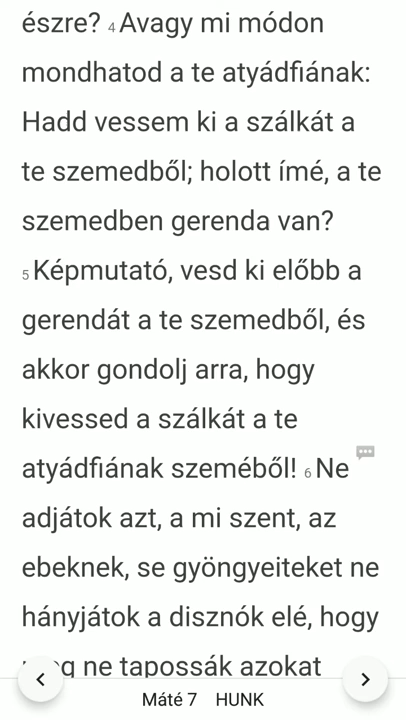 észre? 4 Avagy mi módon
mondhatod a te atyádfiának:
Hadd vessem ki a szálkát a
te szemedből; holott ímé, a te
szemedben gerenda van?
5 Képmutató, vesd ki előbb a
gerendát a te szemedből, és
akkor gondolj arra, hogy
kivessed a szálkát a te
atyádfiának szeméből! 6 Ne
adjátok azt, a mi szent, az
ebeknek, se gyöngyeiteket ne
hányjátok a disznók elé, hogy
ne tapossák azokat
Máté 7 HUNK